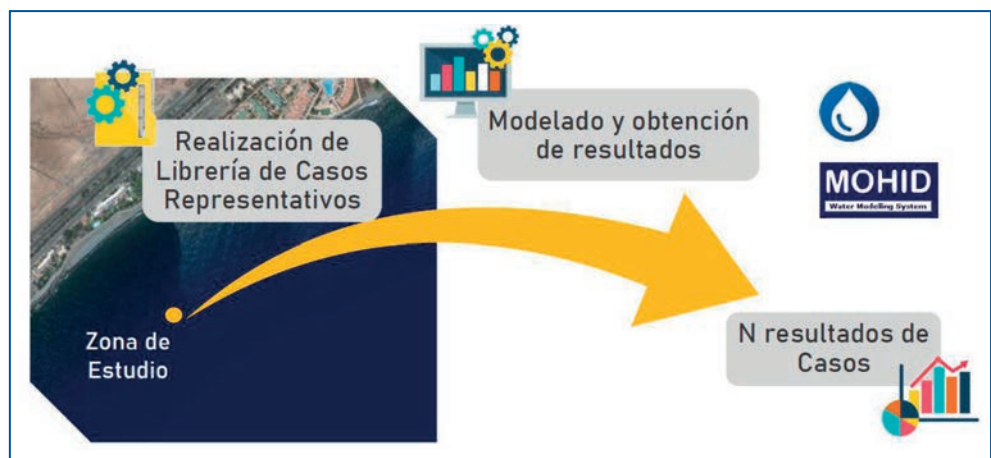 Realización de
Librería de Casos
Representativos
Modelado y obtención
de resultados
MOHID
Water Modelling System
Zona de
Estudio
N resultados de
Casos